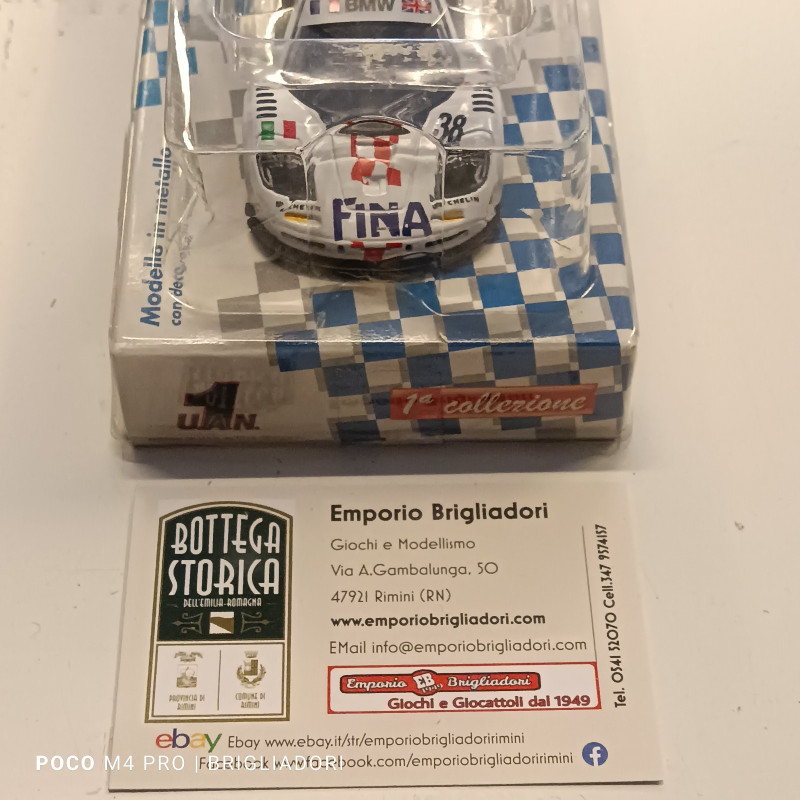 BMW
38
FINA
Modello in metallo
1
U.A.N.
1a collezione
BOTTEGA
STORICA
DELL'EMILIA-ROMAGNA
PROVINCIA DI
RIMINI
COMUNE DI
RIMINI
Emporio Brigliadori
Giochi e Modellismo
Via A.Gambalunga, 50
47921 Rimini (RN)
www.emporiobrigliadori.com
EMail info@emporiobrigliadori.com
Emporio EB 1949 Brigliadori
Giochi e Giocattoli dal 1949
Tel. 0541 52070 Cell.347 9574157
ebay Ebay www.ebay.it/str/emporiobrigliadoririmini
Facebook www.facebook.com/emporiobrigliadoririmini f
POCO M4 PRO | BRIGLIADORI